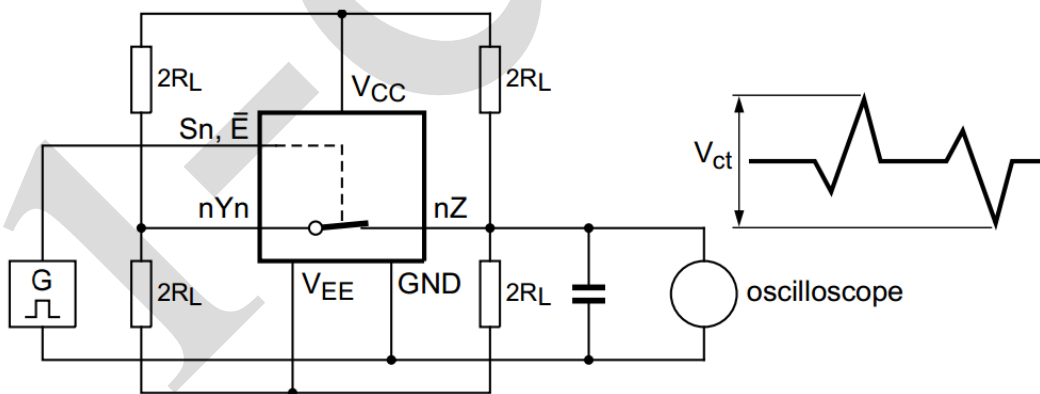 2RL
2RL
VCC
Sn, E̅
Vct
nYn
nZ
G
2RL
VEE
GND
2RL
oscilloscope